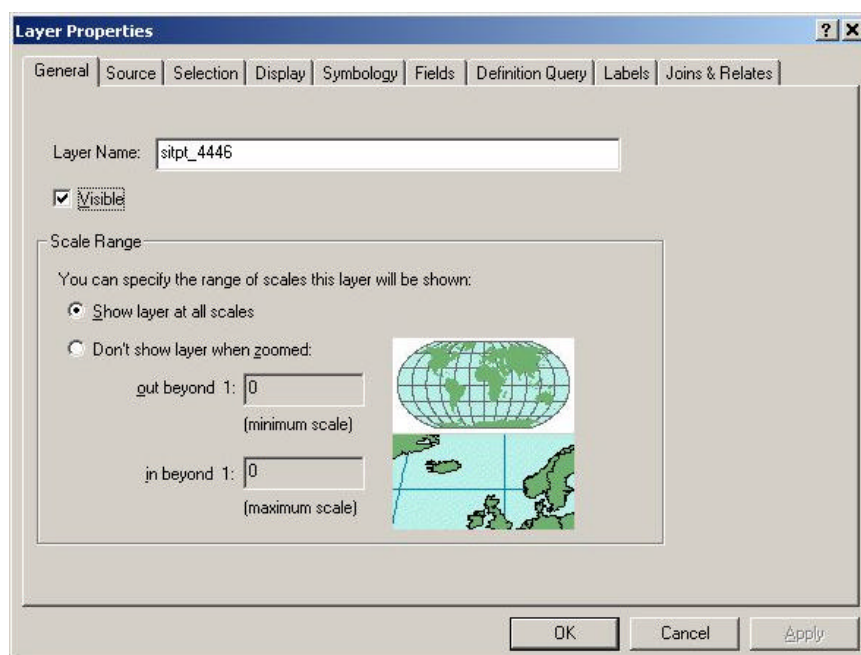 Layer Properties
General Source Selection Display Symbology Fields Definition Query Labels Joins & Relates
Layer Name: sitpt_4446
Visible
Scale Range
You can specify the range of scales this layer will be shown:
Show layer at all scales
Don't show layer when zoomed:
out beyond 1: 0
(minimum scale)
in beyond 1: 0
(maximum scale)
OK Cancel Apply